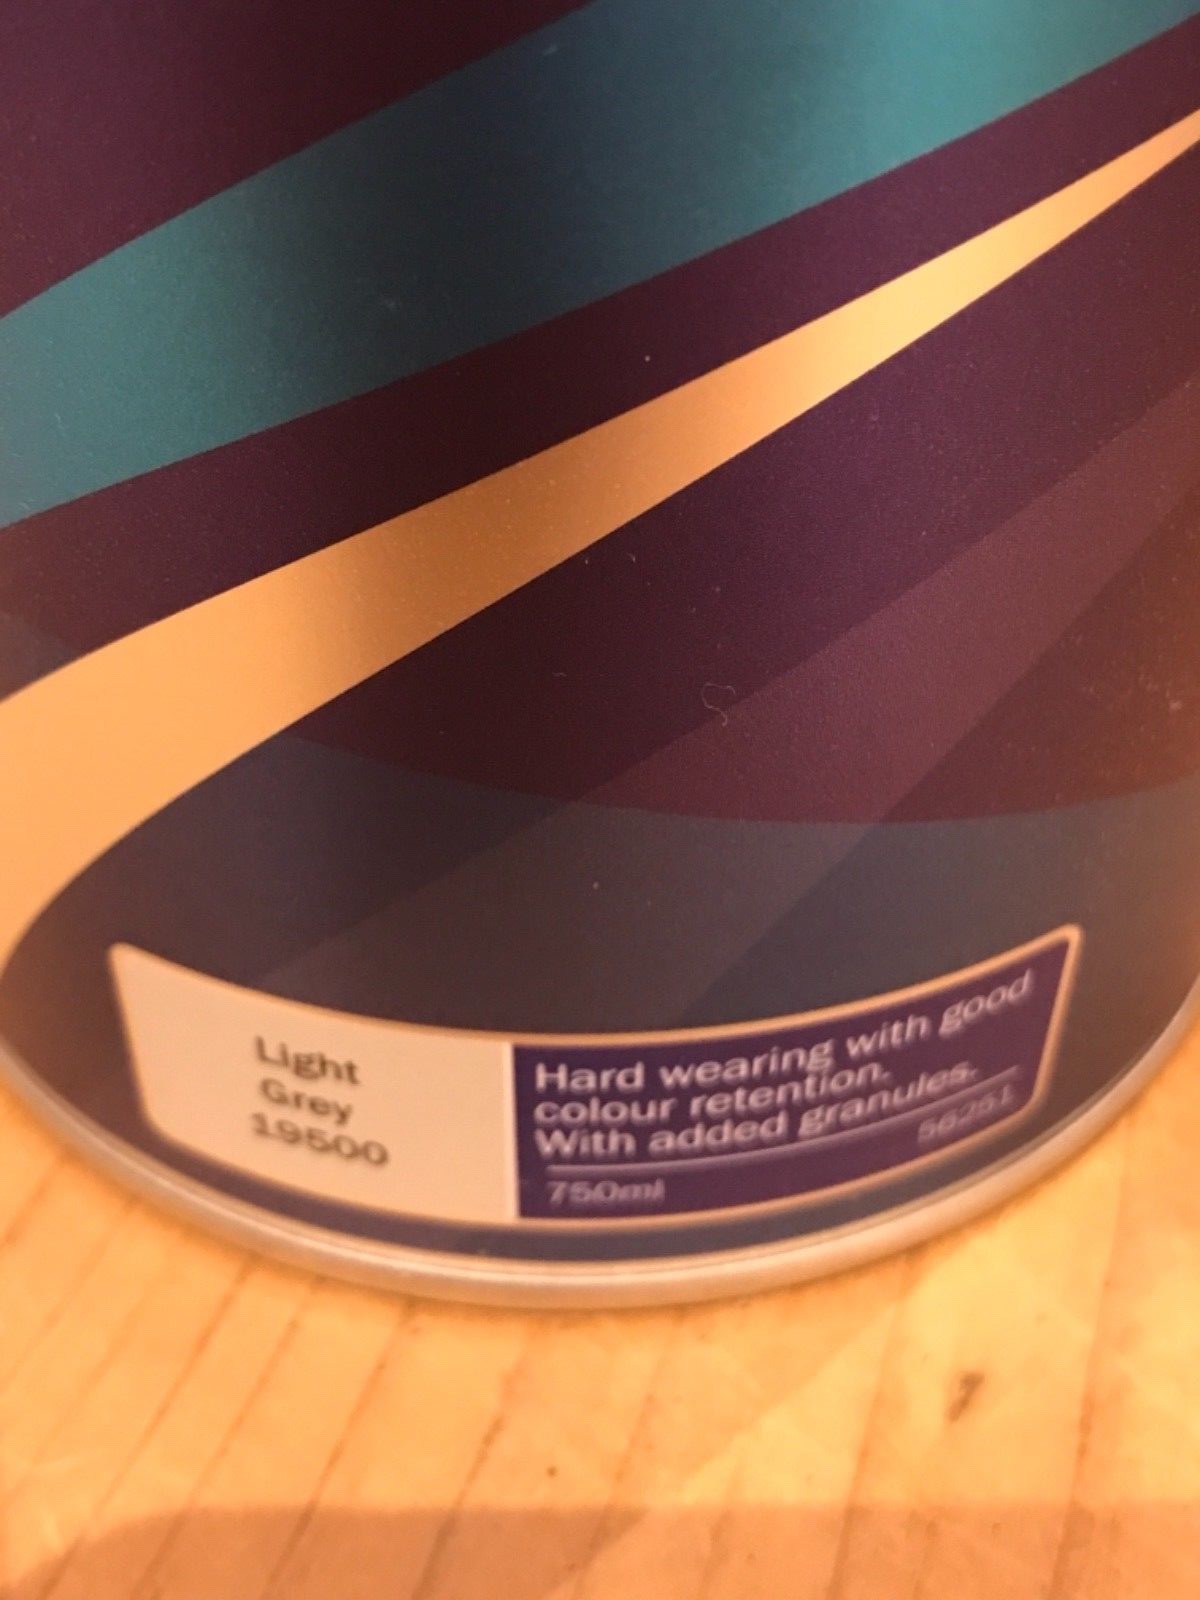 Light
Grey
19500
Hard wearing with good
colour retention.
With added granules.
56251
750ml